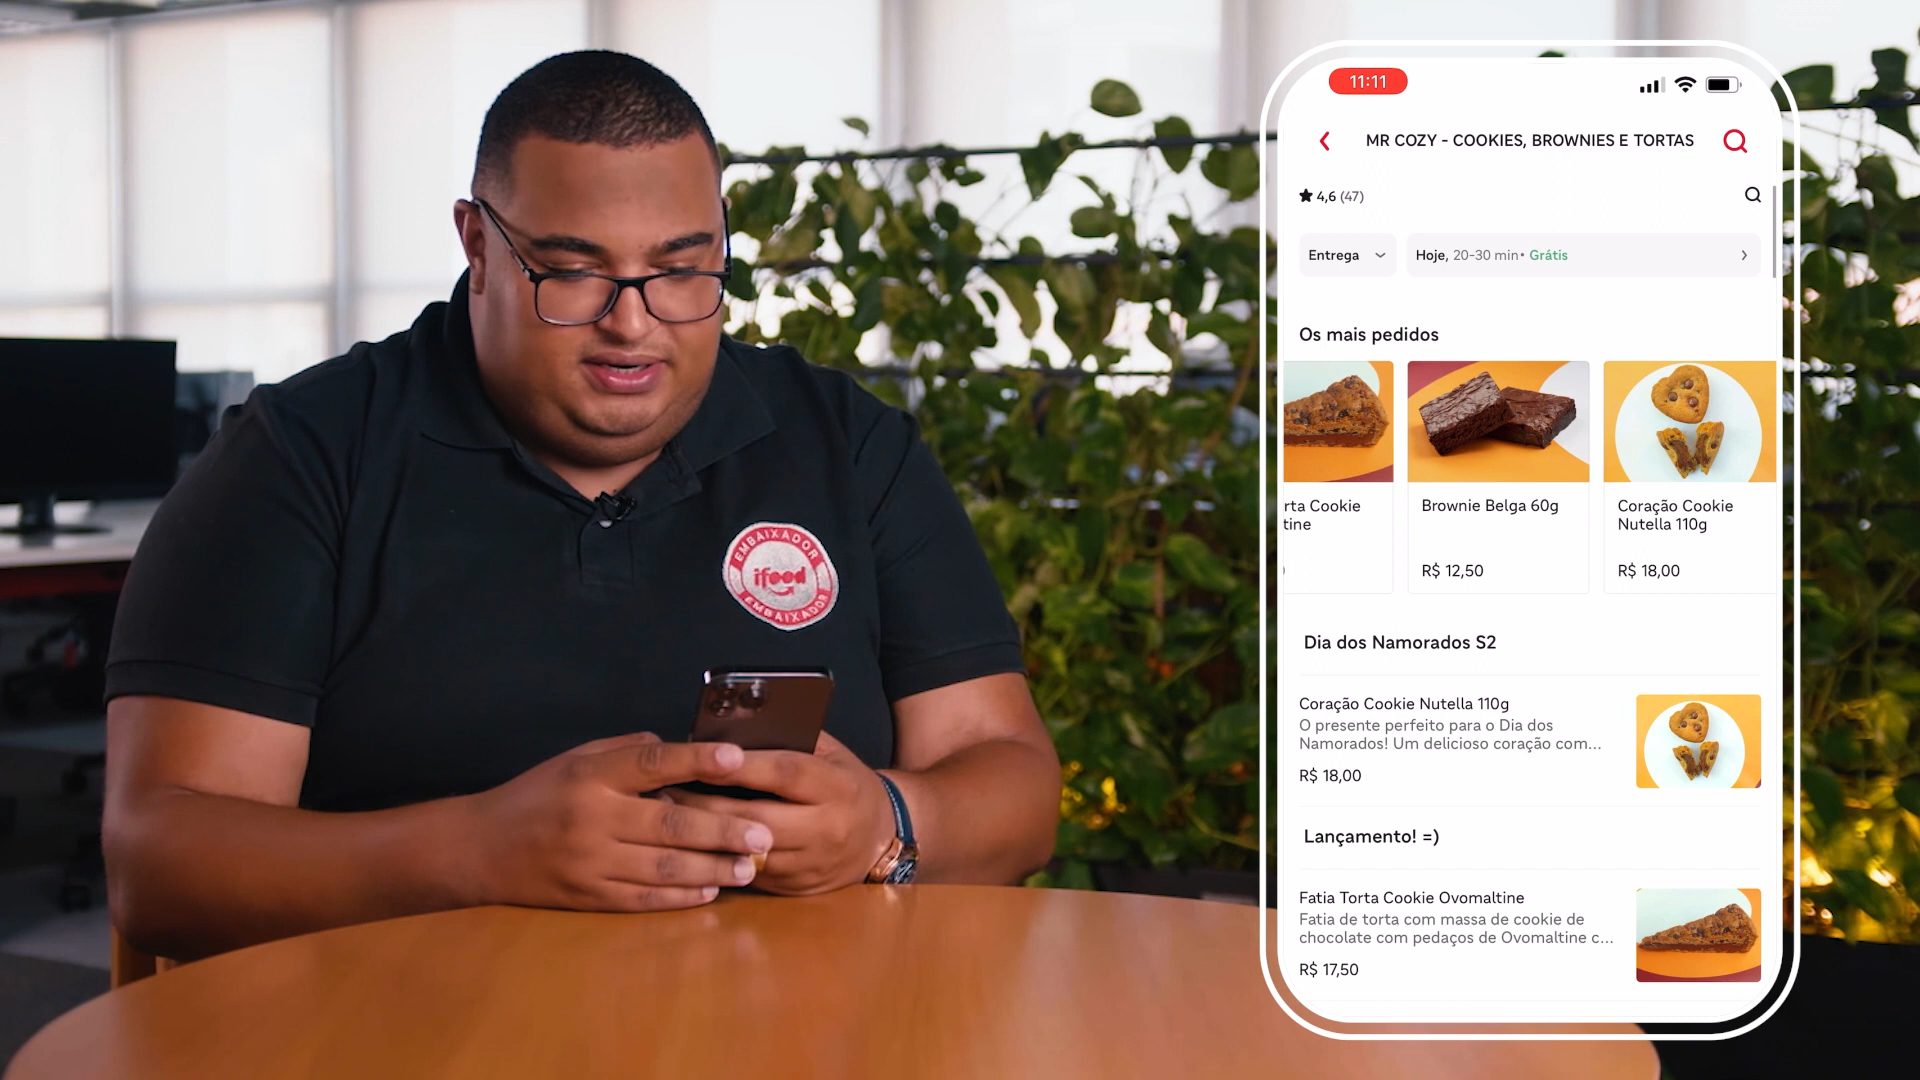 EMBAIXADOR
ifood
EMBAIXADOR
11:11
MR COZY - COOKIES, BROWNIES E TORTAS
4,6 (47)
Entrega
Hoje, 20-30 min • Grátis
Os mais pedidos
rta Cookie
tine
Brownie Belga 60g
R$ 12,50
Coração Cookie
Nutella 110g
R$ 18,00
Dia dos Namorados S2
Coração Cookie Nutella 110g
O presente perfeito para o Dia dos
Namorados! Um delicioso coração com...
R$ 18,00
Lançamento! =)
Fatia Torta Cookie Ovomaltine
Fatia de torta com massa de cookie de
chocolate com pedaços de Ovomaltine c...
R$ 17,50